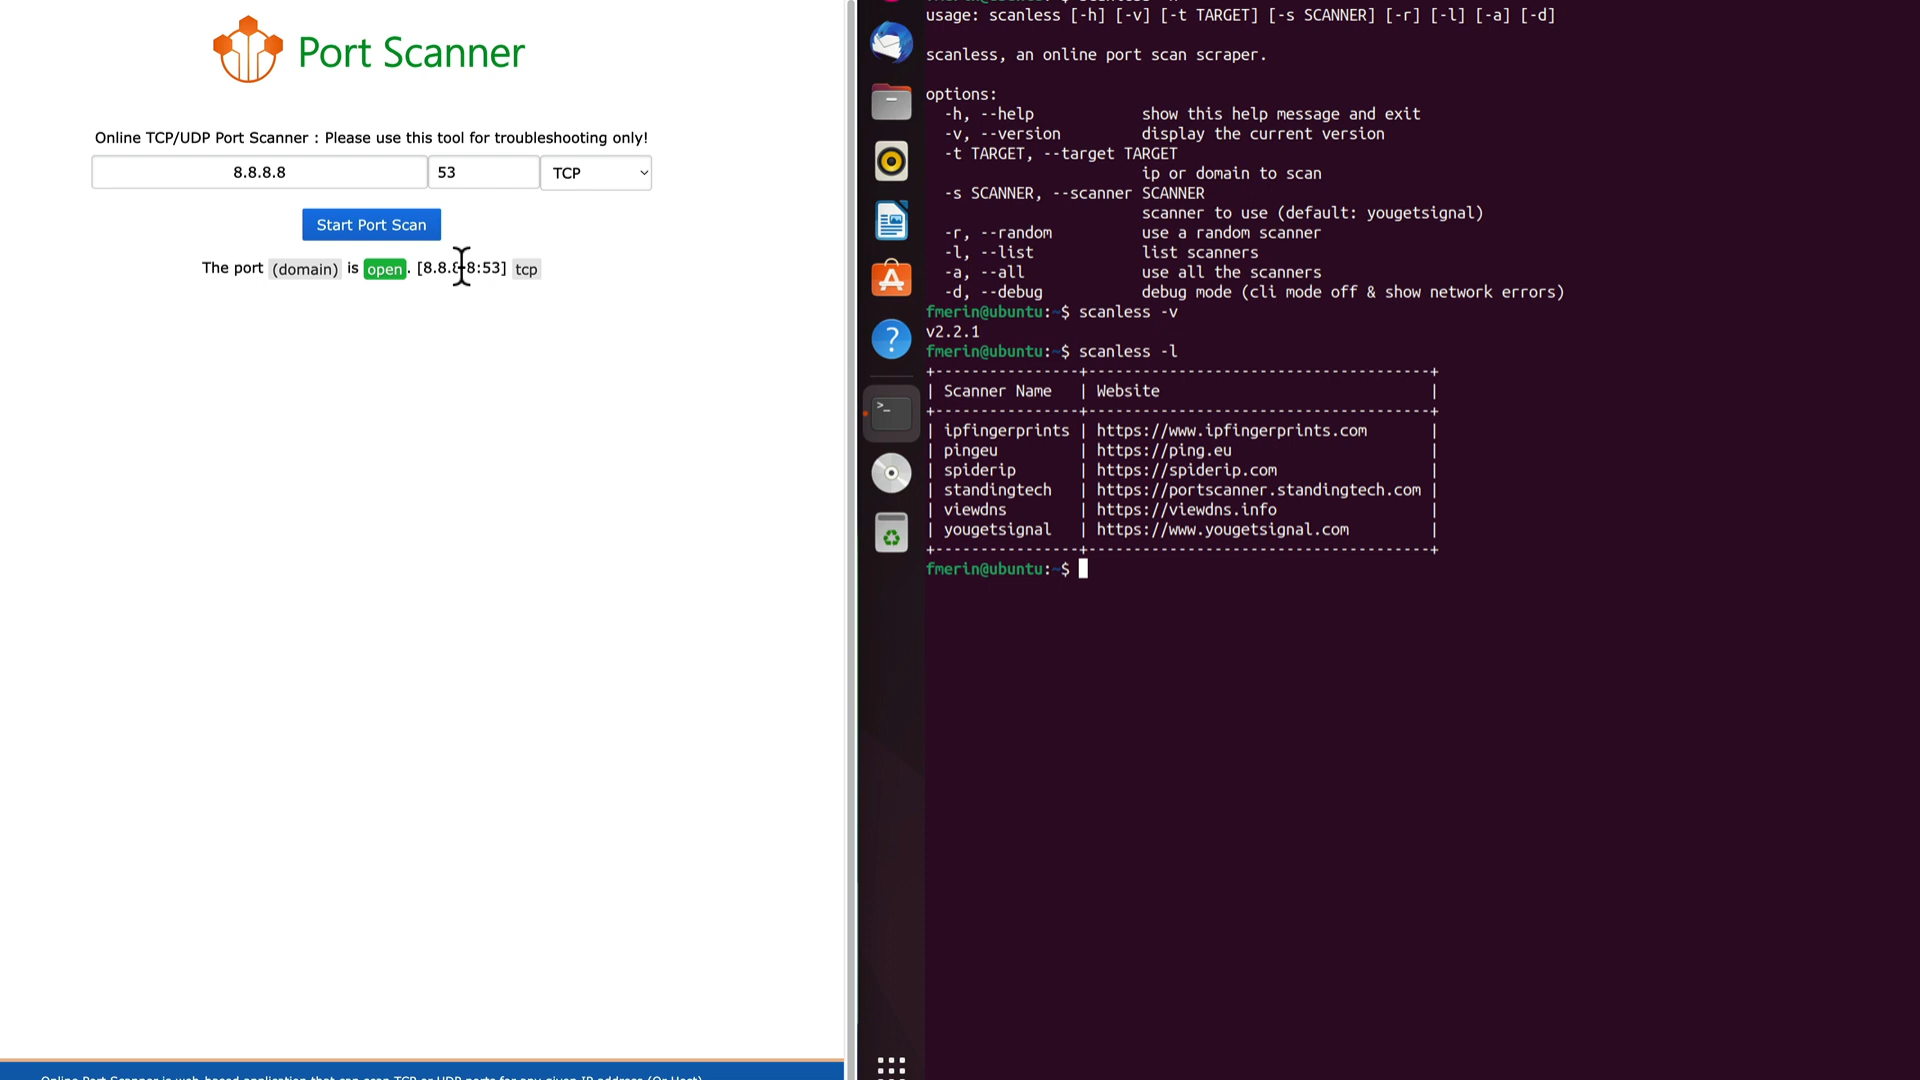 Port Scanner
Online TCP/UDP Port Scanner : Please use this tool for troubleshooting only!
8.8.8.8 53 TCP
Start Port Scan
The port (domain) is open. [8.8.8.8:53] tcp
usage: scanless [-h] [-v] [-t TARGET] [-s SCANNER] [-r] [-l] [-a] [-d]
scanless, an online port scan scraper.
options:
-h, --help show this help message and exit
-v, --version display the current version
-t TARGET, --target TARGET
ip or domain to scan
-s SCANNER, --scanner SCANNER
scanner to use (default: yougetsignal)
-r, --random use a random scanner
-l, --list list scanners
-a, --all use all the scanners
-d, --debug debug mode (cli mode off & show network errors)
fmerin@ubuntu:~$ scanless -v
v2.2.1
fmerin@ubuntu:~$ scanless -l
+----------------+--------------------------------------+
| Scanner Name | Website |
+----------------+--------------------------------------+
| ipfingerprints | https://www.ipfingerprints.com |
| pingeu | https://ping.eu |
| spiderip | https://spiderip.com |
| standingtech | https://portscanner.standingtech.com |
| viewdns | https://viewdns.info |
| yougetsignal | https://www.yougetsignal.com |
+----------------+--------------------------------------+
fmerin@ubuntu:~$